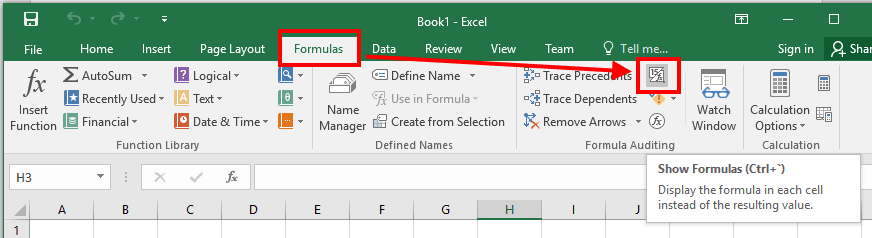 Book1 - Excel
File Home Insert Page Layout Formulas Data Review View Team Tell me... Sign in Shar
fx AutoSum Logical Define Name Trace Precedents
Insert Function Recently Used Text Name Manager Use in Formula Trace Dependents Watch Window Calculation Options
Financial Date & Time Create from Selection Remove Arrows fx
Function Library Defined Names Formula Auditing Calculation
H3 fx
Show Formulas (Ctrl+`)
Display the formula in each cell
instead of the resulting value.
A B C D E F G H I J
1